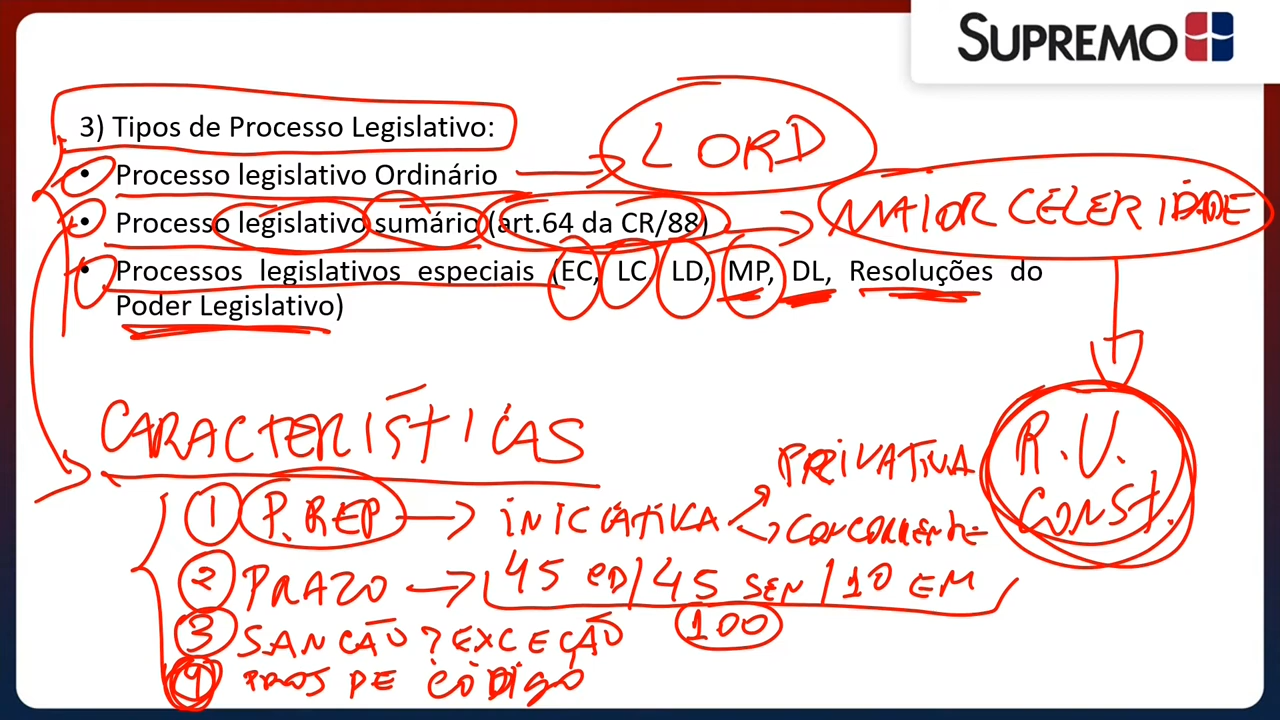 SUPREMO
3) Tipos de Processo Legislativo:
• Processo legislativo Ordinário
L ORD
• Processo legislativo sumário (art.64 da CR/88)
MAIOR CELERIDADE
• Processos legislativos especiais (EC, LC, LD, MP, DL, Resoluções do
Poder Legislativo)
R.U.
CONST.
CARACTERÍSTICAS
1 P.REP INICIATIVA
PRIVATIVA
CONCORRENTE
2 PRAZO 45 CD/45 SEN/10 EM
100
3 SANCÃO? EXCEÇÃO
4 DE CÓDIGO